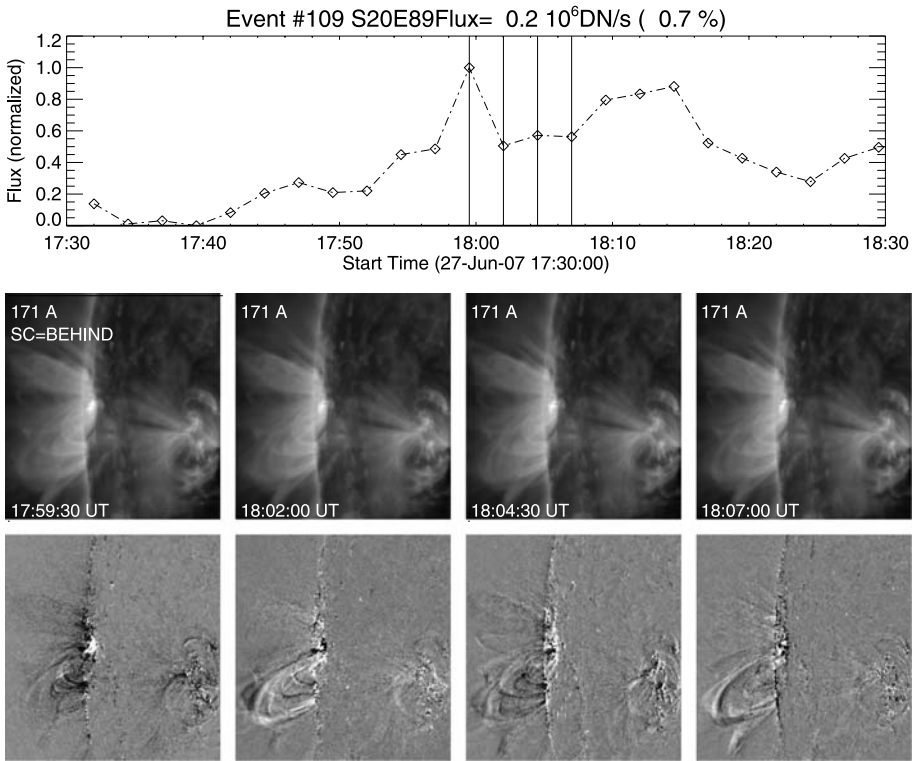 Event #109 S20E89Flux= 0.2 10⁶DN/s ( 0.7 %)
Flux (normalized)
1.2
1.0
0.8
0.6
0.4
0.2
0.0
17:30 17:40 17:50 18:00 18:10 18:20 18:30
Start Time (27-Jun-07 17:30:00)
171 A
SC=BEHIND
17:59:30 UT
171 A
18:02:00 UT
171 A
18:04:30 UT
171 A
18:07:00 UT